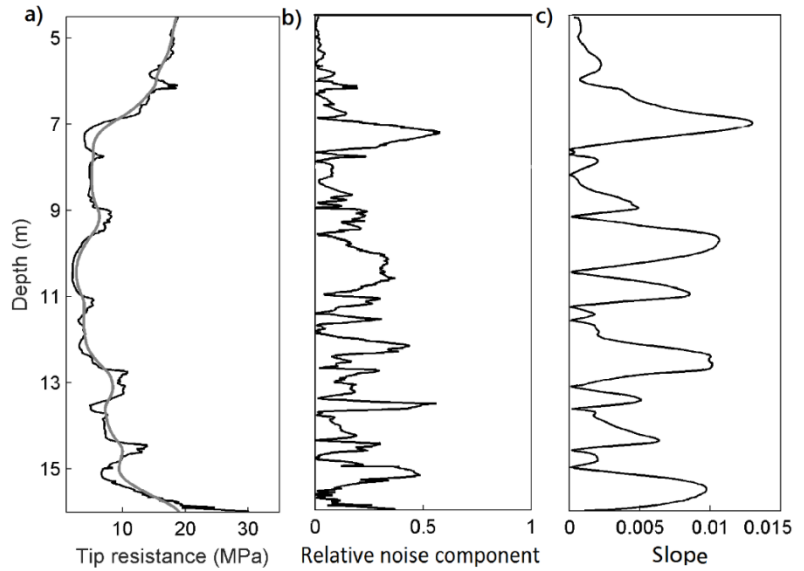 a)
b)
c)
5
7
9
11
13
15
Depth (m)
10 20 30
0 0.5 1
0 0.005 0.01 0.015
Tip resistance (MPa)
Relative noise component
Slope